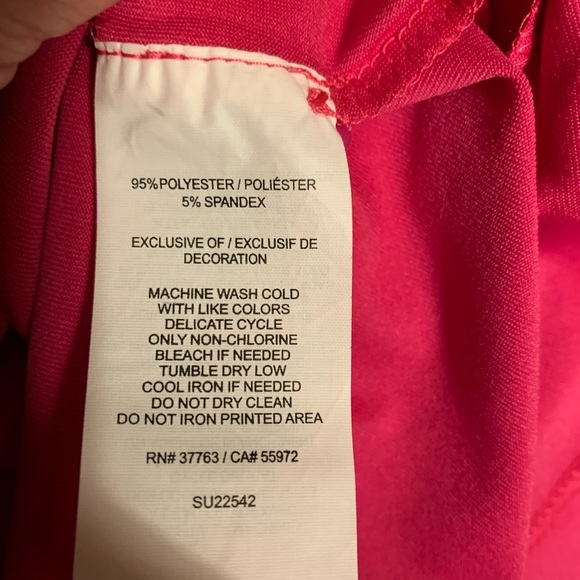 95%POLYESTER / POLIÉSTER
5% SPANDEX
EXCLUSIVE OF / EXCLUSIF DE
DECORATION
MACHINE WASH COLD
WITH LIKE COLORS
DELICATE CYCLE
ONLY NON-CHLORINE
BLEACH IF NEEDED
TUMBLE DRY LOW
COOL IRON IF NEEDED
DO NOT DRY CLEAN
DO NOT IRON PRINTED AREA
RN# 37763 / CA# 55972
SU22542